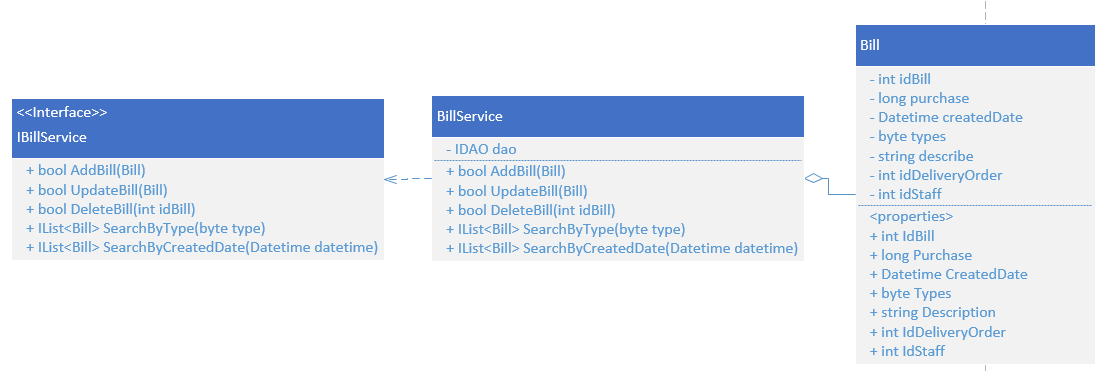 <<Interface>>
IBillService
+ bool AddBill(Bill)
+ bool UpdateBill(Bill)
+ bool DeleteBill(int idBill)
+ IList<Bill> SearchByType(byte type)
+ IList<Bill> SearchByCreatedDate(Datetime datetime)
BillService
- IDAO dao
+ bool AddBill(Bill)
+ bool UpdateBill(Bill)
+ bool DeleteBill(int idBill)
+ IList<Bill> SearchByType(byte type)
+ IList<Bill> SearchByCreatedDate(Datetime datetime)
Bill
- int idBill
- long purchase
- Datetime createdDate
- byte types
- string describe
- int idDeliveryOrder
- int idStaff
<properties>
+ int IdBill
+ long Purchase
+ Datetime CreatedDate
+ byte Types
+ string Description
+ int IdDeliveryOrder
+ int IdStaff